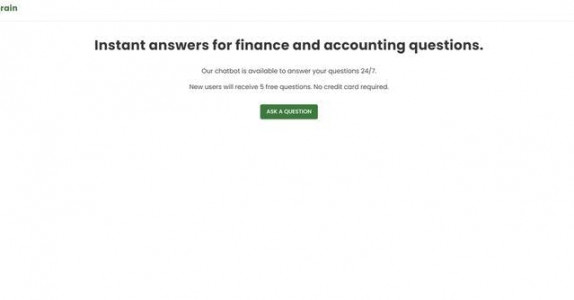 rain
Instant answers for finance and accounting questions.
Our chatbot is available to answer your questions 24/7.
New users will receive 5 free questions. No credit card required.
ASK A QUESTION